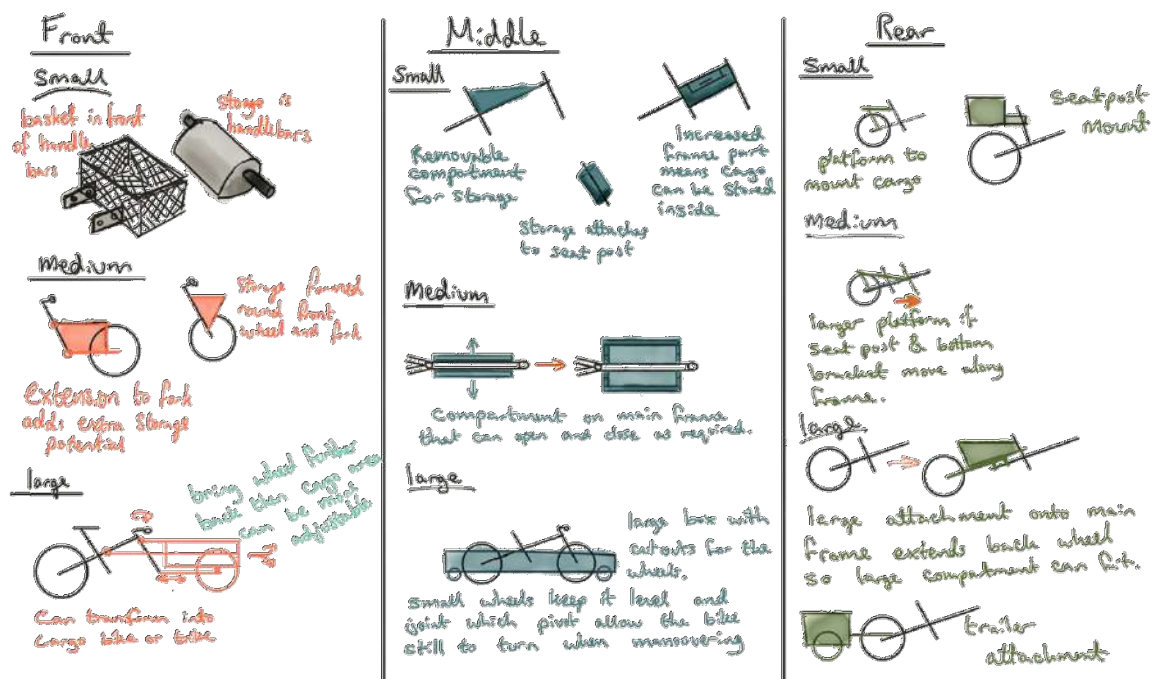 Front
Small
basket in front
of handle
bars
storage is
handlebars
Medium
Storage formed
round front
wheel and fork
Extension to fork
adds extra storage
potential
large
bring wheel further
back then cargo area
can be more
adjustable
Can transform into
cargo bike or trike
Middle
Small
Removable
compartment
for storage
Increased
frame part
means cargo
can be stored
inside
Storage attaches
to seat post
Medium
compartment on main frame
that can open and close as required.
large
large box with
cutouts for the
wheels.
small wheels keep it level and
joint which pivot allow the bike
still to turn when manoovering
Rear
Small
platform to
mount cargo
seatpost
mount
Medium
larger platform if
seat post & bottom
bracket move along
frame.
large
large attachment onto main
frame extends back wheel
so large compartment can fit.
trailer
attachment